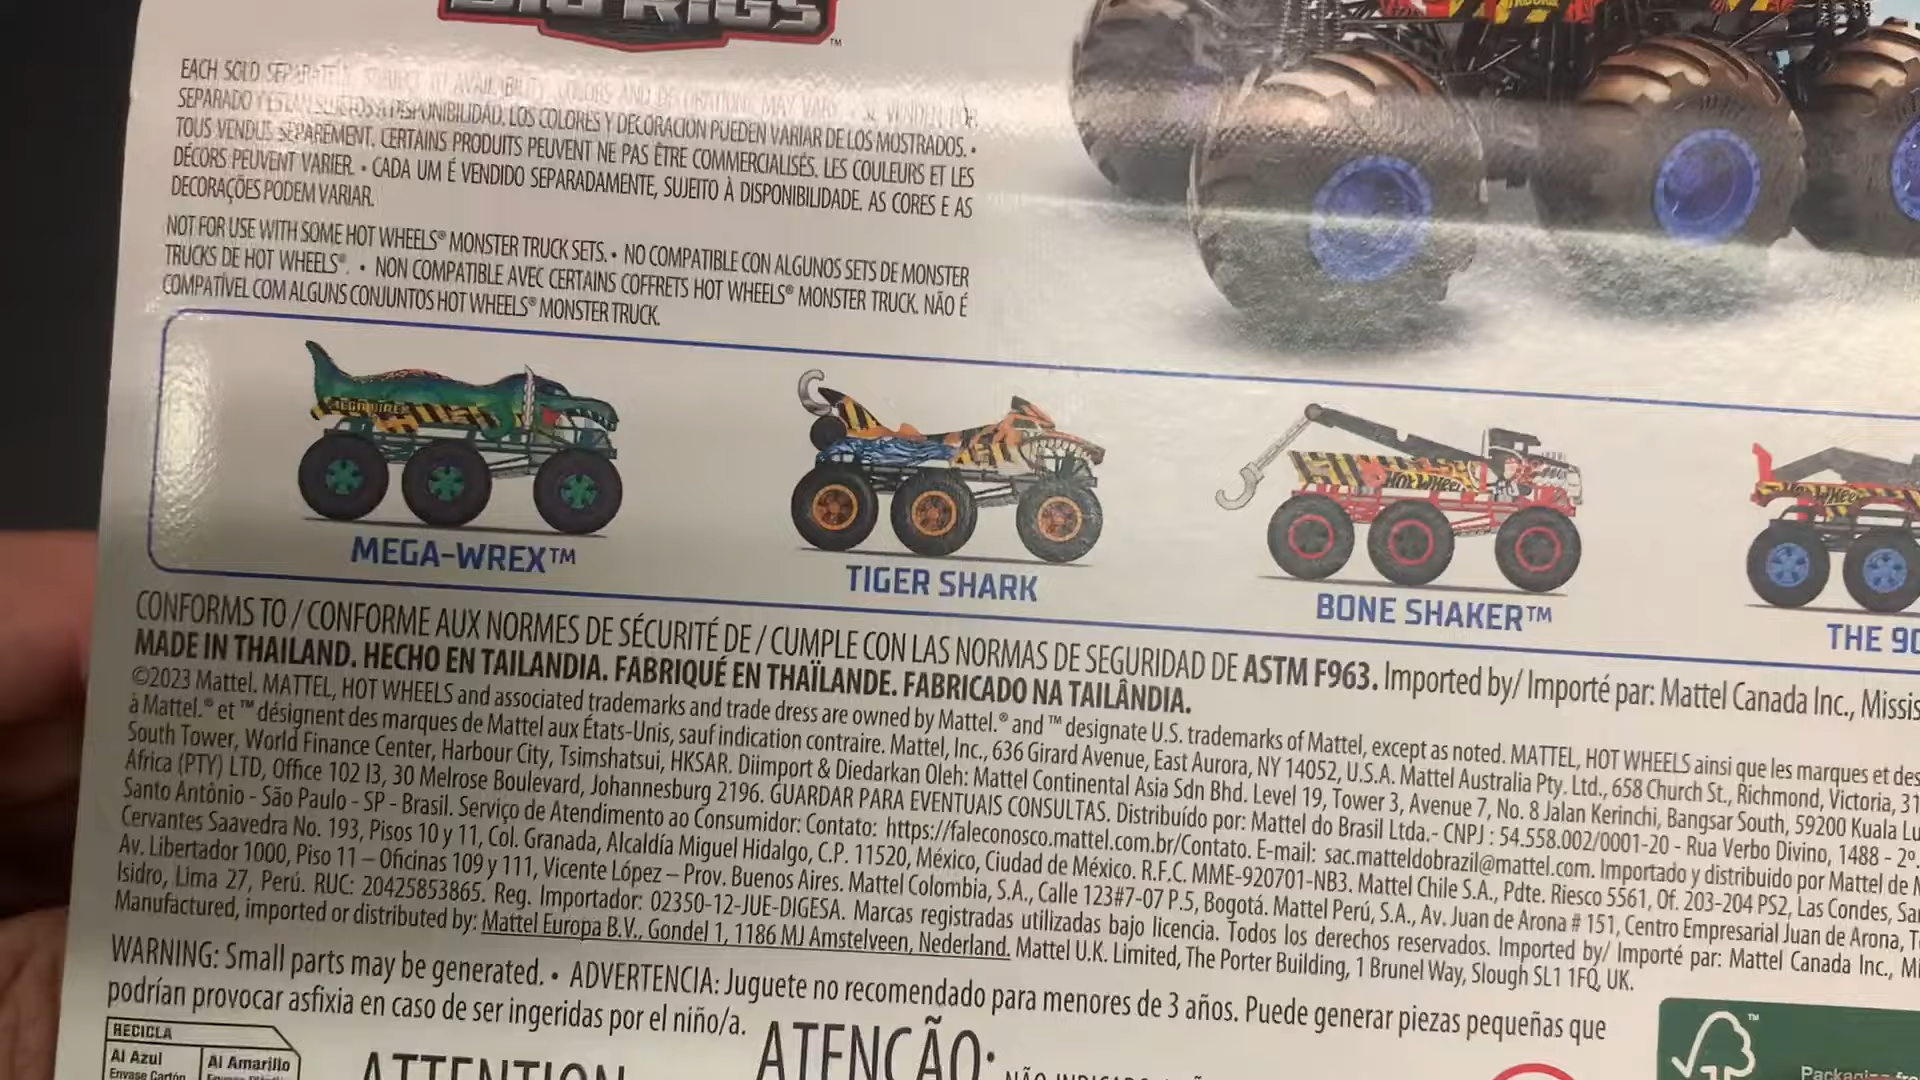 BIG RIGS™
EACH SOLD SEPARATELY. SUBJECT TO AVAILABILITY. COLORS AND DECORATIONS MAY VARY. • SE VENDEN POR
SEPARADO Y ESTÁN SUJETOS A DISPONIBILIDAD. LOS COLORES Y DECORACIÓN PUEDEN VARIAR DE LOS MOSTRADOS. •
TOUS VENDUS SÉPARÉMENT. CERTAINS PRODUITS PEUVENT NE PAS ÊTRE COMMERCIALISÉS. LES COULEURS ET LES
DÉCORS PEUVENT VARIER. • CADA UM É VENDIDO SEPARADAMENTE, SUJEITO À DISPONIBILIDADE. AS CORES E AS
DECORAÇÕES PODEM VARIAR.
NOT FOR USE WITH SOME HOT WHEELS® MONSTER TRUCK SETS. • NO COMPATIBLE CON ALGUNOS SETS DE MONSTER
TRUCKS DE HOT WHEELS®. • NON COMPATIBLE AVEC CERTAINS COFFRETS HOT WHEELS® MONSTER TRUCK. NÃO É
COMPATÍVEL COM ALGUNS CONJUNTOS HOT WHEELS® MONSTER TRUCK.
MEGA-WREX™
TIGER SHARK
BONE SHAKER™
THE 90
CONFORMS TO / CONFORME AUX NORMES DE SÉCURITÉ DE / CUMPLE CON LAS NORMAS DE SEGURIDAD DE ASTM F963. Imported by/ Importé par: Mattel Canada Inc., Missis
MADE IN THAILAND. HECHO EN TAILANDIA. FABRIQUÉ EN THAÏLANDE. FABRICADO NA TAILÂNDIA.
©2023 Mattel. MATTEL, HOT WHEELS and associated trademarks and trade dress are owned by Mattel. ® and ™ designate U.S. trademarks of Mattel, except as noted. MATTEL, HOT WHEELS ainsi que les marques et des
à Mattel. ® et ™ désignent des marques de Mattel aux États-Unis, sauf indication contraire. Mattel, Inc., 636 Girard Avenue, East Aurora, NY 14052, U.S.A. Mattel Australia Pty. Ltd., 658 Church St., Richmond, Victoria, 31
South Tower, World Finance Center, Harbour City, Tsimshatsui, HKSAR. Diimport & Diedarkan Oleh: Mattel Continental Asia Sdn Bhd. Level 19, Tower 3, Avenue 7, No. 8 Jalan Kerinchi, Bangsar South, 59200 Kuala Lu
Africa (PTY) LTD, Office 102 I3, 30 Melrose Boulevard, Johannesburg 2196. GUARDAR PARA EVENTUAIS CONSULTAS. Distribuído por: Mattel do Brasil Ltda.- CNPJ : 54.558.002/0001-20 - Rua Verbo Divino, 1488 - 2º
Santo Antônio - São Paulo - SP - Brasil. Serviço de Atendimento ao Consumidor: Contato: https://faleconosco.mattel.com.br/Contato. E-mail: sac.matteldobrazil@mattel.com. Importado y distribuido por Mattel de M
Cervantes Saavedra No. 193, Pisos 10 y 11, Col. Granada, Alcaldía Miguel Hidalgo, C.P. 11520, México, Ciudad de México. R.F.C. MME-920701-NB3. Mattel Chile S.A., Pdte. Riesco 5561, Of. 203-204 PS2, Las Condes, Sa
Av. Libertador 1000, Piso 11 – Oficinas 109 y 111, Vicente López – Prov. Buenos Aires. Mattel Colombia, S.A., Calle 123#7-07 P.5, Bogotá. Mattel Perú, S.A., Av. Juan de Arona # 151, Centro Empresarial Juan de Arona, T
Isidro, Lima 27, Perú. RUC: 20425853865. Reg. Importador: 02350-12-JUE-DIGESA. Marcas registradas utilizadas bajo licencia. Todos los derechos reservados. Imported by/ Importé par: Mattel Canada Inc., Mi
Manufactured, imported or distributed by: Mattel Europa B.V., Gondel 1, 1186 MJ Amstelveen, Nederland. Mattel U.K. Limited, The Porter Building, 1 Brunel Way, Slough SL1 1FQ, UK.
WARNING: Small parts may be generated. • ADVERTENCIA: Juguete no recomendado para menores de 3 años. Puede generar piezas pequeñas que
podrían provocar asfixia en caso de ser ingeridas por el niño/a.
RECICLA
Al Azul
Envase Cartón
Al Amarillo
ATTENTION
ATENÇÃO: